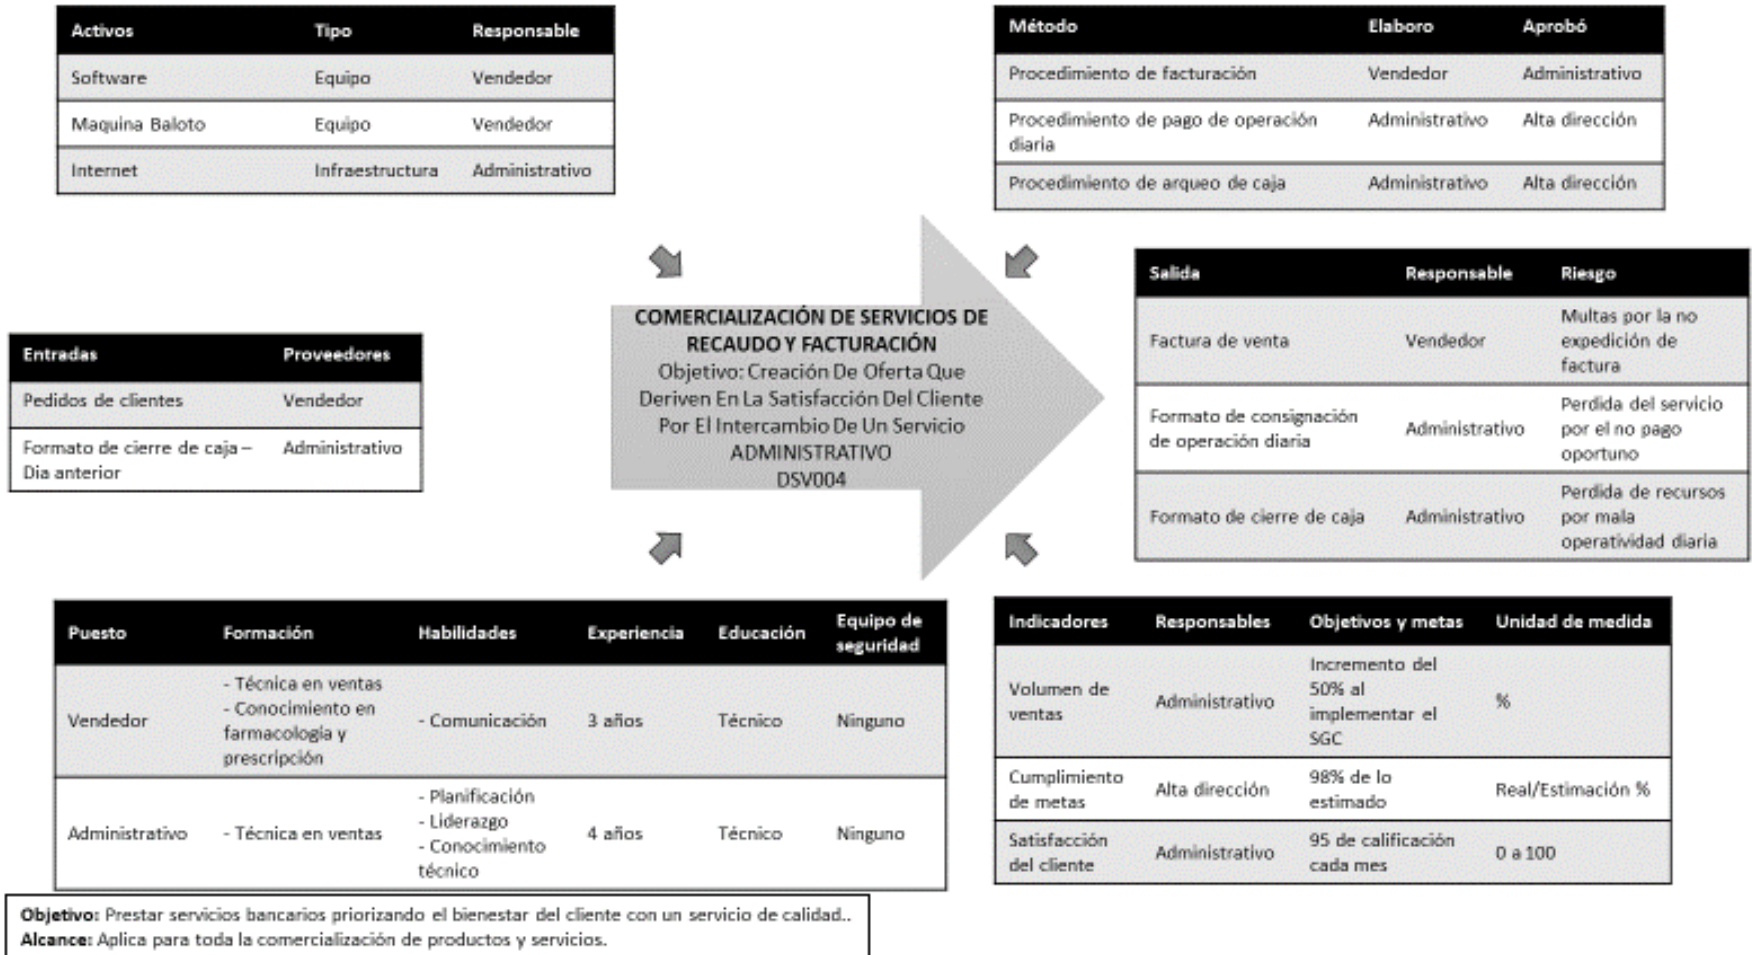 Activos Tipo Responsable
Software Equipo Vendedor
Maquina Baloto Equipo Vendedor
Internet Infraestructura Administrativo
Método Elaboro Aprobó
Procedimiento de facturación Vendedor Administrativo
Procedimiento de pago de operación Administrativo Alta dirección
diaria
Procedimiento de arqueo de caja Administrativo Alta dirección
Entradas Proveedores
Pedidos de clientes Vendedor
Formato de cierre de caja – Administrativo
Dia anterior
COMERCIALIZACIÓN DE SERVICIOS DE
RECAUDO Y FACTURACIÓN
Objetivo: Creación De Oferta Que
Deriven En La Satisfacción Del Cliente
Por El Intercambio De Un Servicio
ADMINISTRATIVO
DSV004
Salida Responsable Riesgo
Multas por la no
Factura de venta Vendedor expedición de
factura
Perdida del servicio
Formato de consignación
de operación diaria Administrativo por el no pago
oportuno
Perdida de recursos
Formato de cierre de caja Administrativo por mala
operatividad diaria
Puesto Formación Habilidades Experiencia Educación Equipo de
seguridad
- Técnica en ventas
- Conocimiento en
Vendedor farmacología y - Comunicación 3 años Técnico Ninguno
prescripción
- Planificación
- Liderazgo
Administrativo - Técnica en ventas - Conocimiento 4 años Técnico Ninguno
técnico
Indicadores Responsables Objetivos y metas Unidad de medida
Incremento del
Volumen de 50% al
ventas Administrativo implementar el %
SGC
Cumplimiento 98% de lo
de metas Alta dirección estimado Real/Estimación %
Satisfacción 95 de calificación
del cliente Administrativo cada mes 0 a 100
Objetivo: Prestar servicios bancarios priorizando el bienestar del cliente con un servicio de calidad..
Alcance: Aplica para toda la comercialización de productos y servicios.